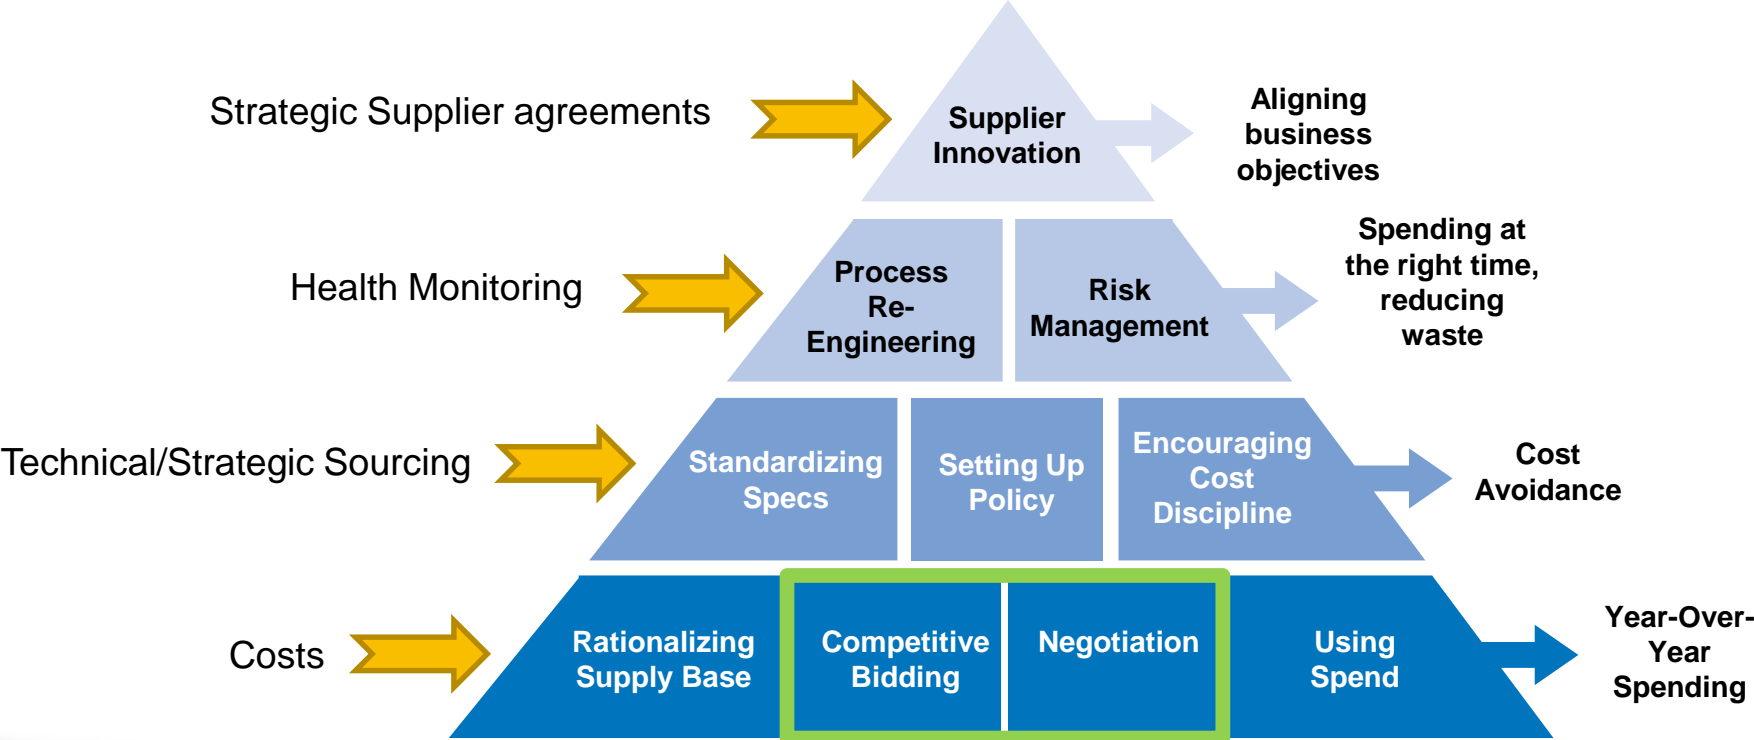 Strategic Supplier agreements
Supplier
Innovation
Aligning
business
objectives
Health Monitoring
Process
Re-
Engineering
Risk
Management
Spending at
the right time,
reducing
waste
Technical/Strategic Sourcing
Standardizing
Specs
Setting Up
Policy
Encouraging
Cost
Discipline
Cost
Avoidance
Costs
Rationalizing
Supply Base
Competitive
Bidding
Negotiation
Using
Spend
Year-Over-
Year
Spending